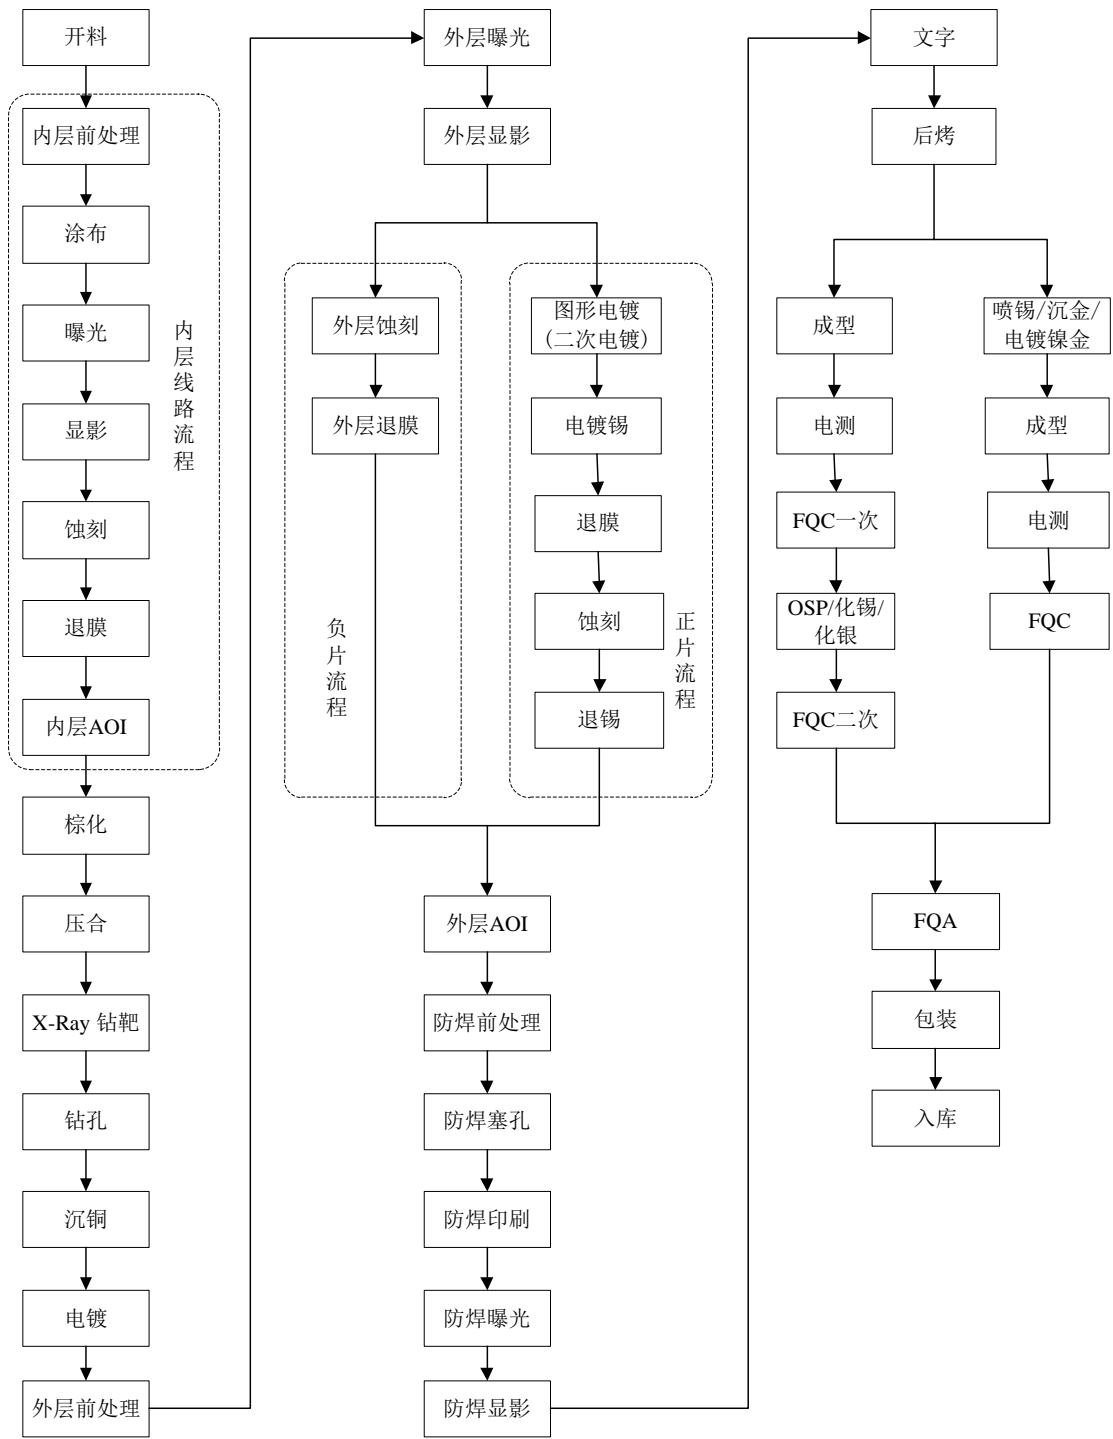 开料
内层前处理
涂布
曝光
显影
蚀刻
退膜
内层AOI
内层线路流程
棕化
压合
X-Ray 钻靶
钻孔
沉铜
电镀
外层前处理
外层曝光
外层显影
外层蚀刻
外层退膜
负片流程
图形电镀
(二次电镀)
电镀锡
退膜
蚀刻
退锡
正片流程
外层AOI
防焊前处理
防焊塞孔
防焊印刷
防焊曝光
防焊显影
文字
后烤
成型
电测
FQC一次
OSP/化锡/
化银
FQC二次
喷锡/沉金/
电镀镍金
成型
电测
FQC
FQA
包装
入库